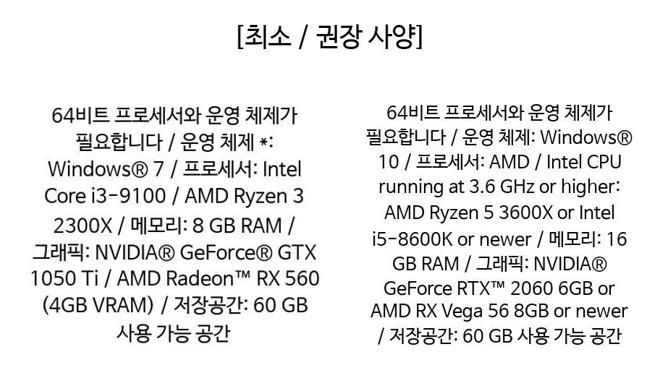 [최소 / 권장 사양]
64비트 프로세서와 운영 체제가
필요합니다 / 운영 체제 *:
Windows® 7 / 프로세서: Intel
Core i3-9100 / AMD Ryzen 3
2300X / 메모리: 8 GB RAM /
그래픽: NVIDIA® GeForce® GTX
1050 Ti / AMD Radeon™ RX 560
(4GB VRAM) / 저장공간: 60 GB
사용 가능 공간
64비트 프로세서와 운영 체제가
필요합니다 / 운영 체제: Windows®
10 / 프로세서: AMD / Intel CPU
running at 3.6 GHz or higher:
AMD Ryzen 5 3600X or Intel
i5-8600K or newer / 메모리: 16
GB RAM / 그래픽: NVIDIA®
GeForce RTX™ 2060 6GB or
AMD RX Vega 56 8GB or newer
/ 저장공간: 60 GB 사용 가능 공간